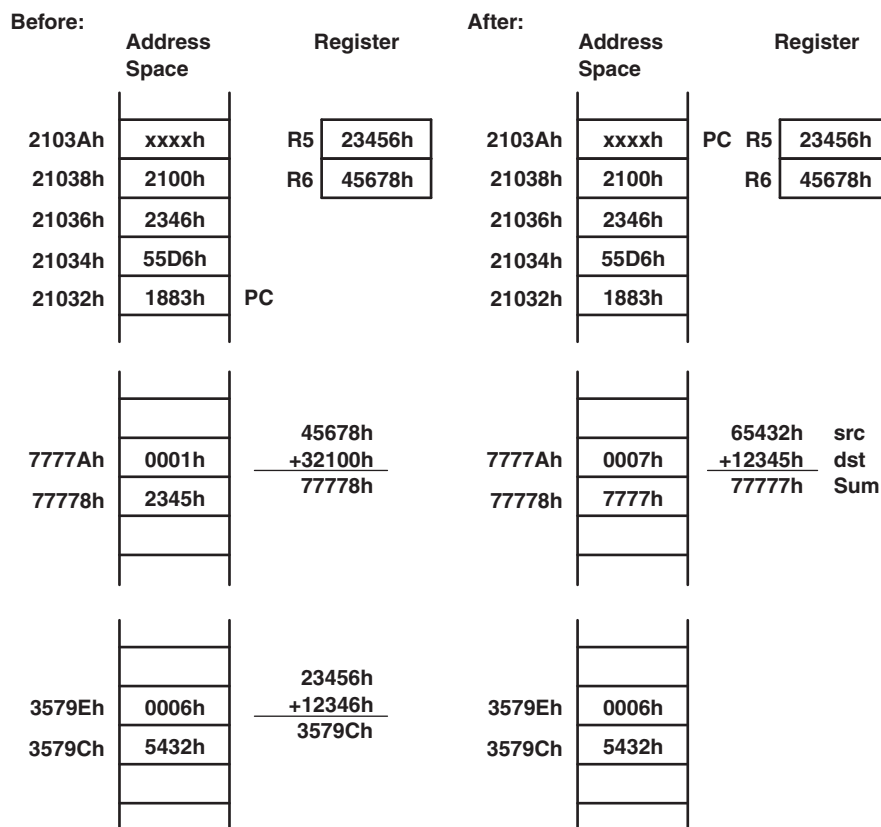 Before:
Address
Space
Register
2103Ah xxxxh R5 23456h
21038h 2100h R6 45678h
21036h 2346h
21034h 55D6h
21032h 1883h PC
7777Ah 0001h
77778h 2345h
45678h
+32100h
77778h
3579Eh 0006h
3579Ch 5432h
23456h
+12346h
3579Ch
After:
Address
Space
Register
2103Ah xxxxh PC R5 23456h
21038h 2100h R6 45678h
21036h 2346h
21034h 55D6h
21032h 1883h
7777Ah 0007h
77778h 7777h
65432h src
+12345h dst
77777h Sum
3579Eh 0006h
3579Ch 5432h